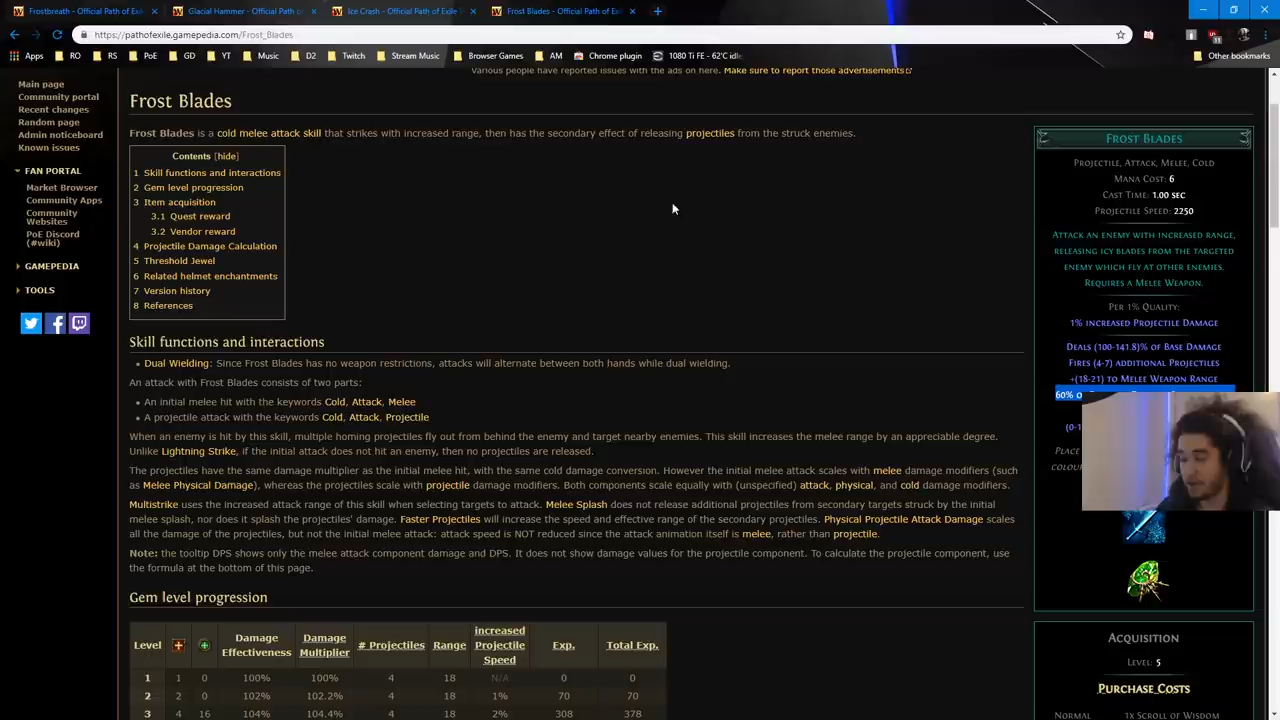 Frostbreath - Official Path of Exil
Glacial Hammer - Official Path o
Ice Crash - Official Path of Exile
Frost Blades - Official Path of Exi
https://pathofexile.gamepedia.com/Frost_Blades
Apps RO RS PoE GD YT Music D2 Twitch Stream Music Browser Games AM Chrome plugin 1080 Ti FE - 62°C idle Other bookmarks
Various people have reported issues with the ads on here. Make sure to report those advertisements
Main page
Community portal
Recent changes
Random page
Admin noticeboard
Known issues
FAN PORTAL
Market Browser
Community Apps
Community
Websites
PoE Discord
(#wiki)
GAMEPEDIA
TOOLS
Frost Blades
Frost Blades is a cold melee attack skill that strikes with increased range, then has the secondary effect of releasing projectiles from the struck enemies.
Contents [hide]
1 Skill functions and interactions
2 Gem level progression
3 Item acquisition
3.1 Quest reward
3.2 Vendor reward
4 Projectile Damage Calculation
5 Threshold Jewel
6 Related helmet enchantments
7 Version history
8 References
Skill functions and interactions
Dual Wielding: Since Frost Blades has no weapon restrictions, attacks will alternate between both hands while dual wielding.
An attack with Frost Blades consists of two parts:
An initial melee hit with the keywords Cold, Attack, Melee
A projectile attack with the keywords Cold, Attack, Projectile
When an enemy is hit by this skill, multiple homing projectiles fly out from behind the enemy and target nearby enemies. This skill increases the melee range by an appreciable degree.
Unlike Lightning Strike, if the initial attack does not hit an enemy, then no projectiles are released.
The projectiles have the same damage multiplier as the initial melee hit, with the same cold damage conversion. However the initial melee attack scales with melee damage modifiers (such
as Melee Physical Damage), whereas the projectiles scale with projectile damage modifiers. Both components scale equally with (unspecified) attack, physical, and cold damage modifiers.
Multistrike uses the increased attack range of this skill when selecting targets to attack. Melee Splash does not release additional projectiles from secondary targets struck by the initial
melee splash, nor does it splash the projectiles' damage. Faster Projectiles will increase the speed and effective range of the secondary projectiles. Physical Projectile Attack Damage scales
all the damage of the projectiles, but not the initial melee attack: attack speed is NOT reduced since the attack animation itself is melee, rather than projectile.
Note: the tooltip DPS shows only the melee attack component damage and DPS. It does not show damage values for the projectile component. To calculate the projectile component, use
the formula at the bottom of this page.
Gem level progression
Level Damage Effectiveness Damage Multiplier # Projectiles Range increased Projectile Speed Exp. Total Exp.
1 1 0 100% 100% 4 18 N/A 0 0
2 2 0 102% 102.2% 4 18 1% 70 70
3 4 16 104% 104.4% 4 18 2% 308 378
FROST BLADES
PROJECTILE, ATTACK, MELEE, COLD
MANA COST: 6
CAST TIME: 1.00 SEC
PROJECTILE SPEED: 2250
ATTACK AN ENEMY WITH INCREASED RANGE,
RELEASING ICY BLADES FROM THE TARGETED
ENEMY WHICH FLY AT OTHER ENEMIES.
REQUIRES A MELEE WEAPON.
PER 1% QUALITY:
1% INCREASED PROJECTILE DAMAGE
DEALS (100-141.8)% OF BASE DAMAGE
FIRES (4-7) ADDITIONAL PROJECTILES
+(18-21) TO MELEE WEAPON RANGE
60% O
(0-1
PLACE
COLOU
ACQUISITION
LEVEL: 5
PURCHASE COSTS
NORMAL 1X SCROLL OF WISDOM